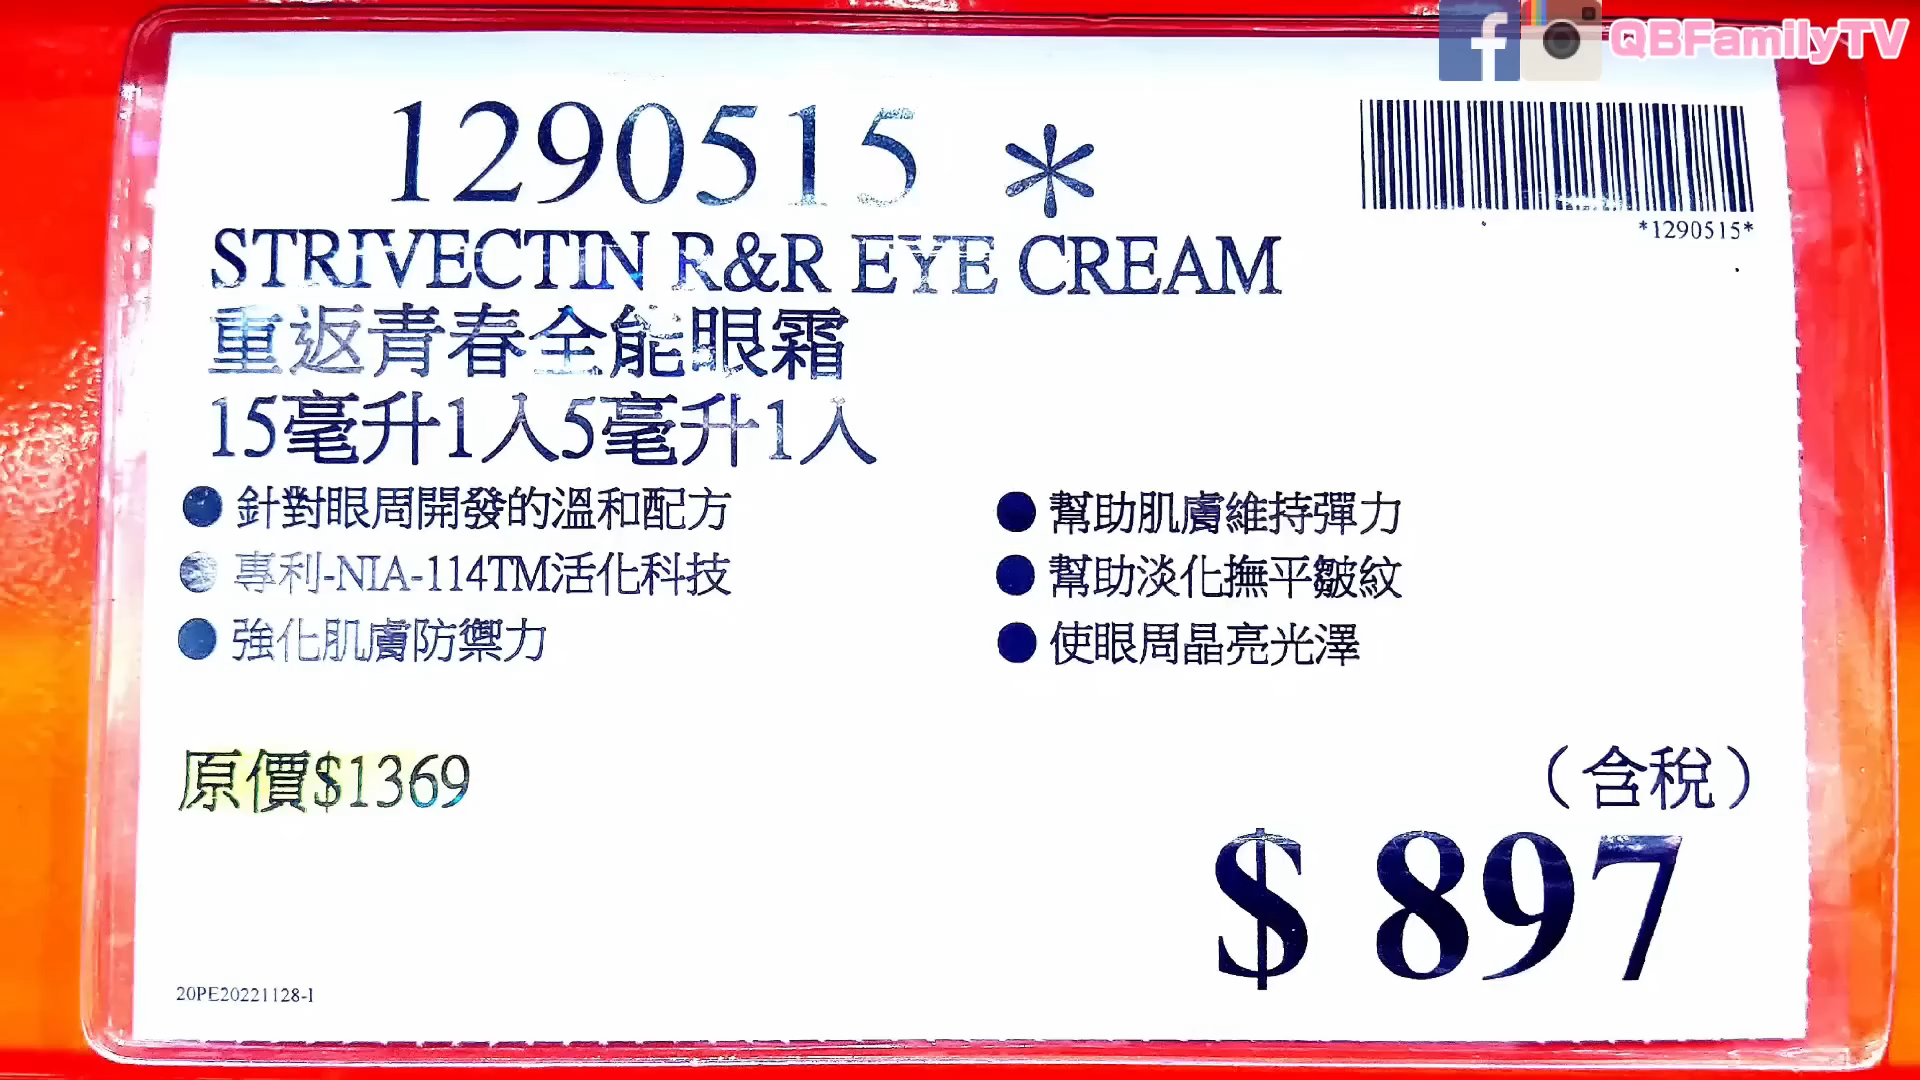 QBFamilyTV
1290515 *
*1290515*
STRIVECTIN R&R EYE CREAM
重返青春全能眼霜
15毫升1入5毫升1入
●針對眼周開發的溫和配方
●專利-NIA-114TM活化科技
●強化肌膚防禦力
●幫助肌膚維持彈力
●幫助淡化撫平皺紋
●使眼周晶亮光澤
原價$1369
（含稅）
$ 897
20PE20221128-I